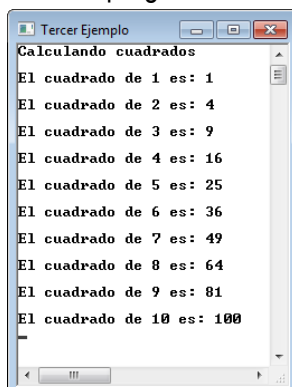 Tercer Ejemplo
Calculando cuadrados
El cuadrado de 1 es: 1
El cuadrado de 2 es: 4
El cuadrado de 3 es: 9
El cuadrado de 4 es: 16
El cuadrado de 5 es: 25
El cuadrado de 6 es: 36
El cuadrado de 7 es: 49
El cuadrado de 8 es: 64
El cuadrado de 9 es: 81
El cuadrado de 10 es: 100